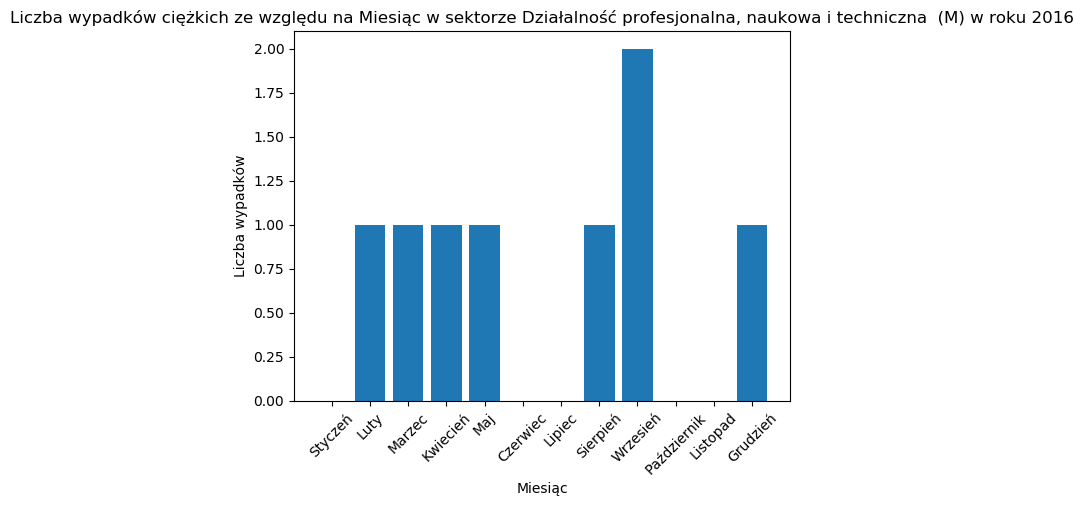 Liczba wypadków ciężkich ze względu na Miesiąc w sektorze Działalność profesjonalna, naukowa i techniczna  (M) w roku 2016
2.00
1.75
1.50
1.25
1.00
0.75
0.50
0.25
0.00
Liczba wypadków
Styczeń
Luty
Marzec
Kwiecień
Maj
Czerwiec
Lipiec
Sierpień
Wrzesień
Październik
Listopad
Grudzień
Miesiąc